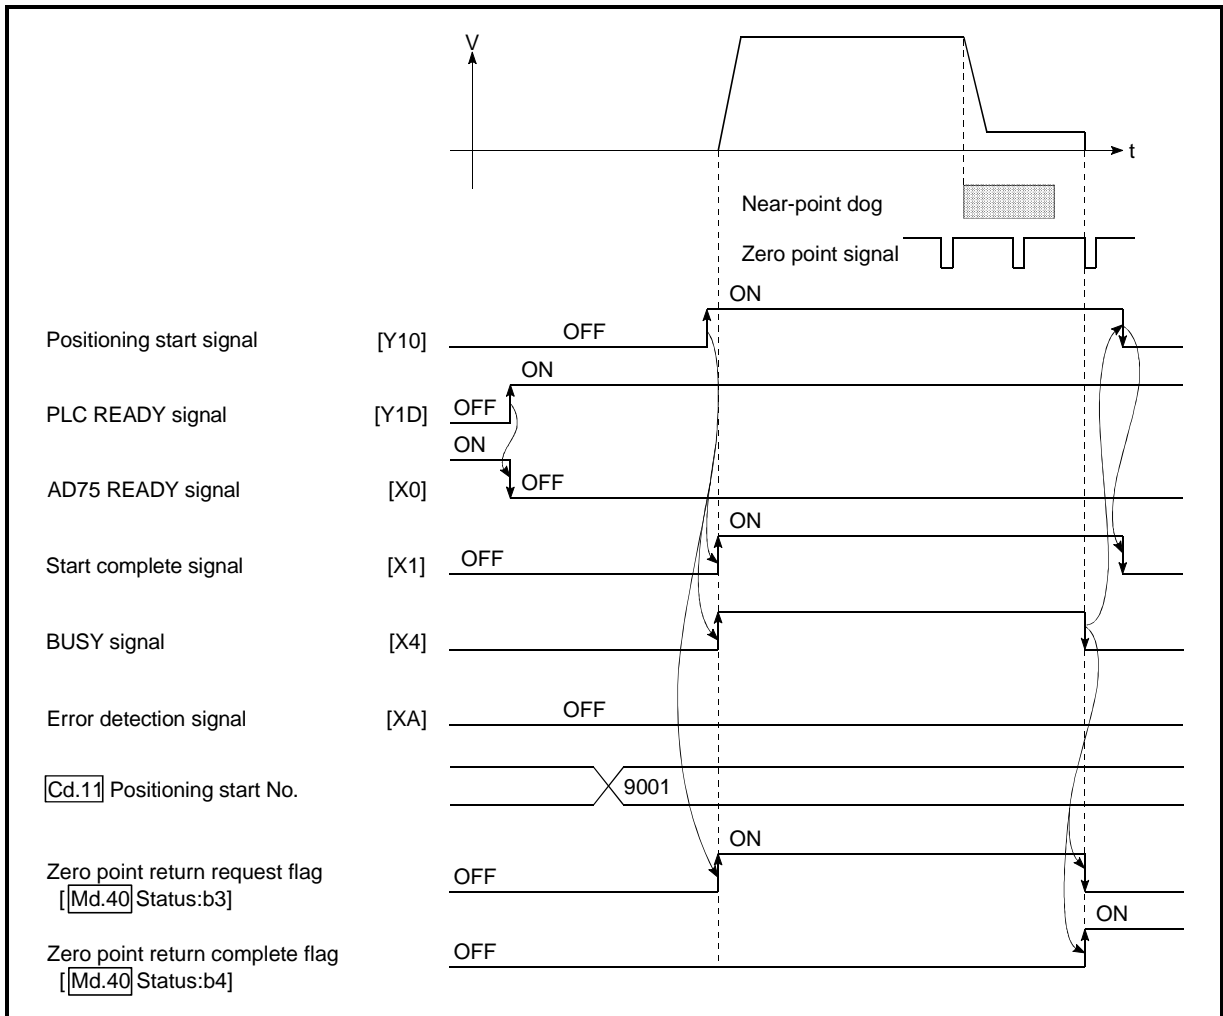 V
t
Near-point dog
Zero point signal
ON
Positioning start signal [Y10] OFF
ON
PLC READY signal [Y1D] OFF
ON
AD75 READY signal [X0] OFF
ON
Start complete signal [X1] OFF
BUSY signal [X4]
Error detection signal [XA] OFF
Cd.11 Positioning start No. 9001
ON
Zero point return request flag OFF
[ Md.40 Status:b3]
ON
Zero point return complete flag OFF
[ Md.40 Status:b4]